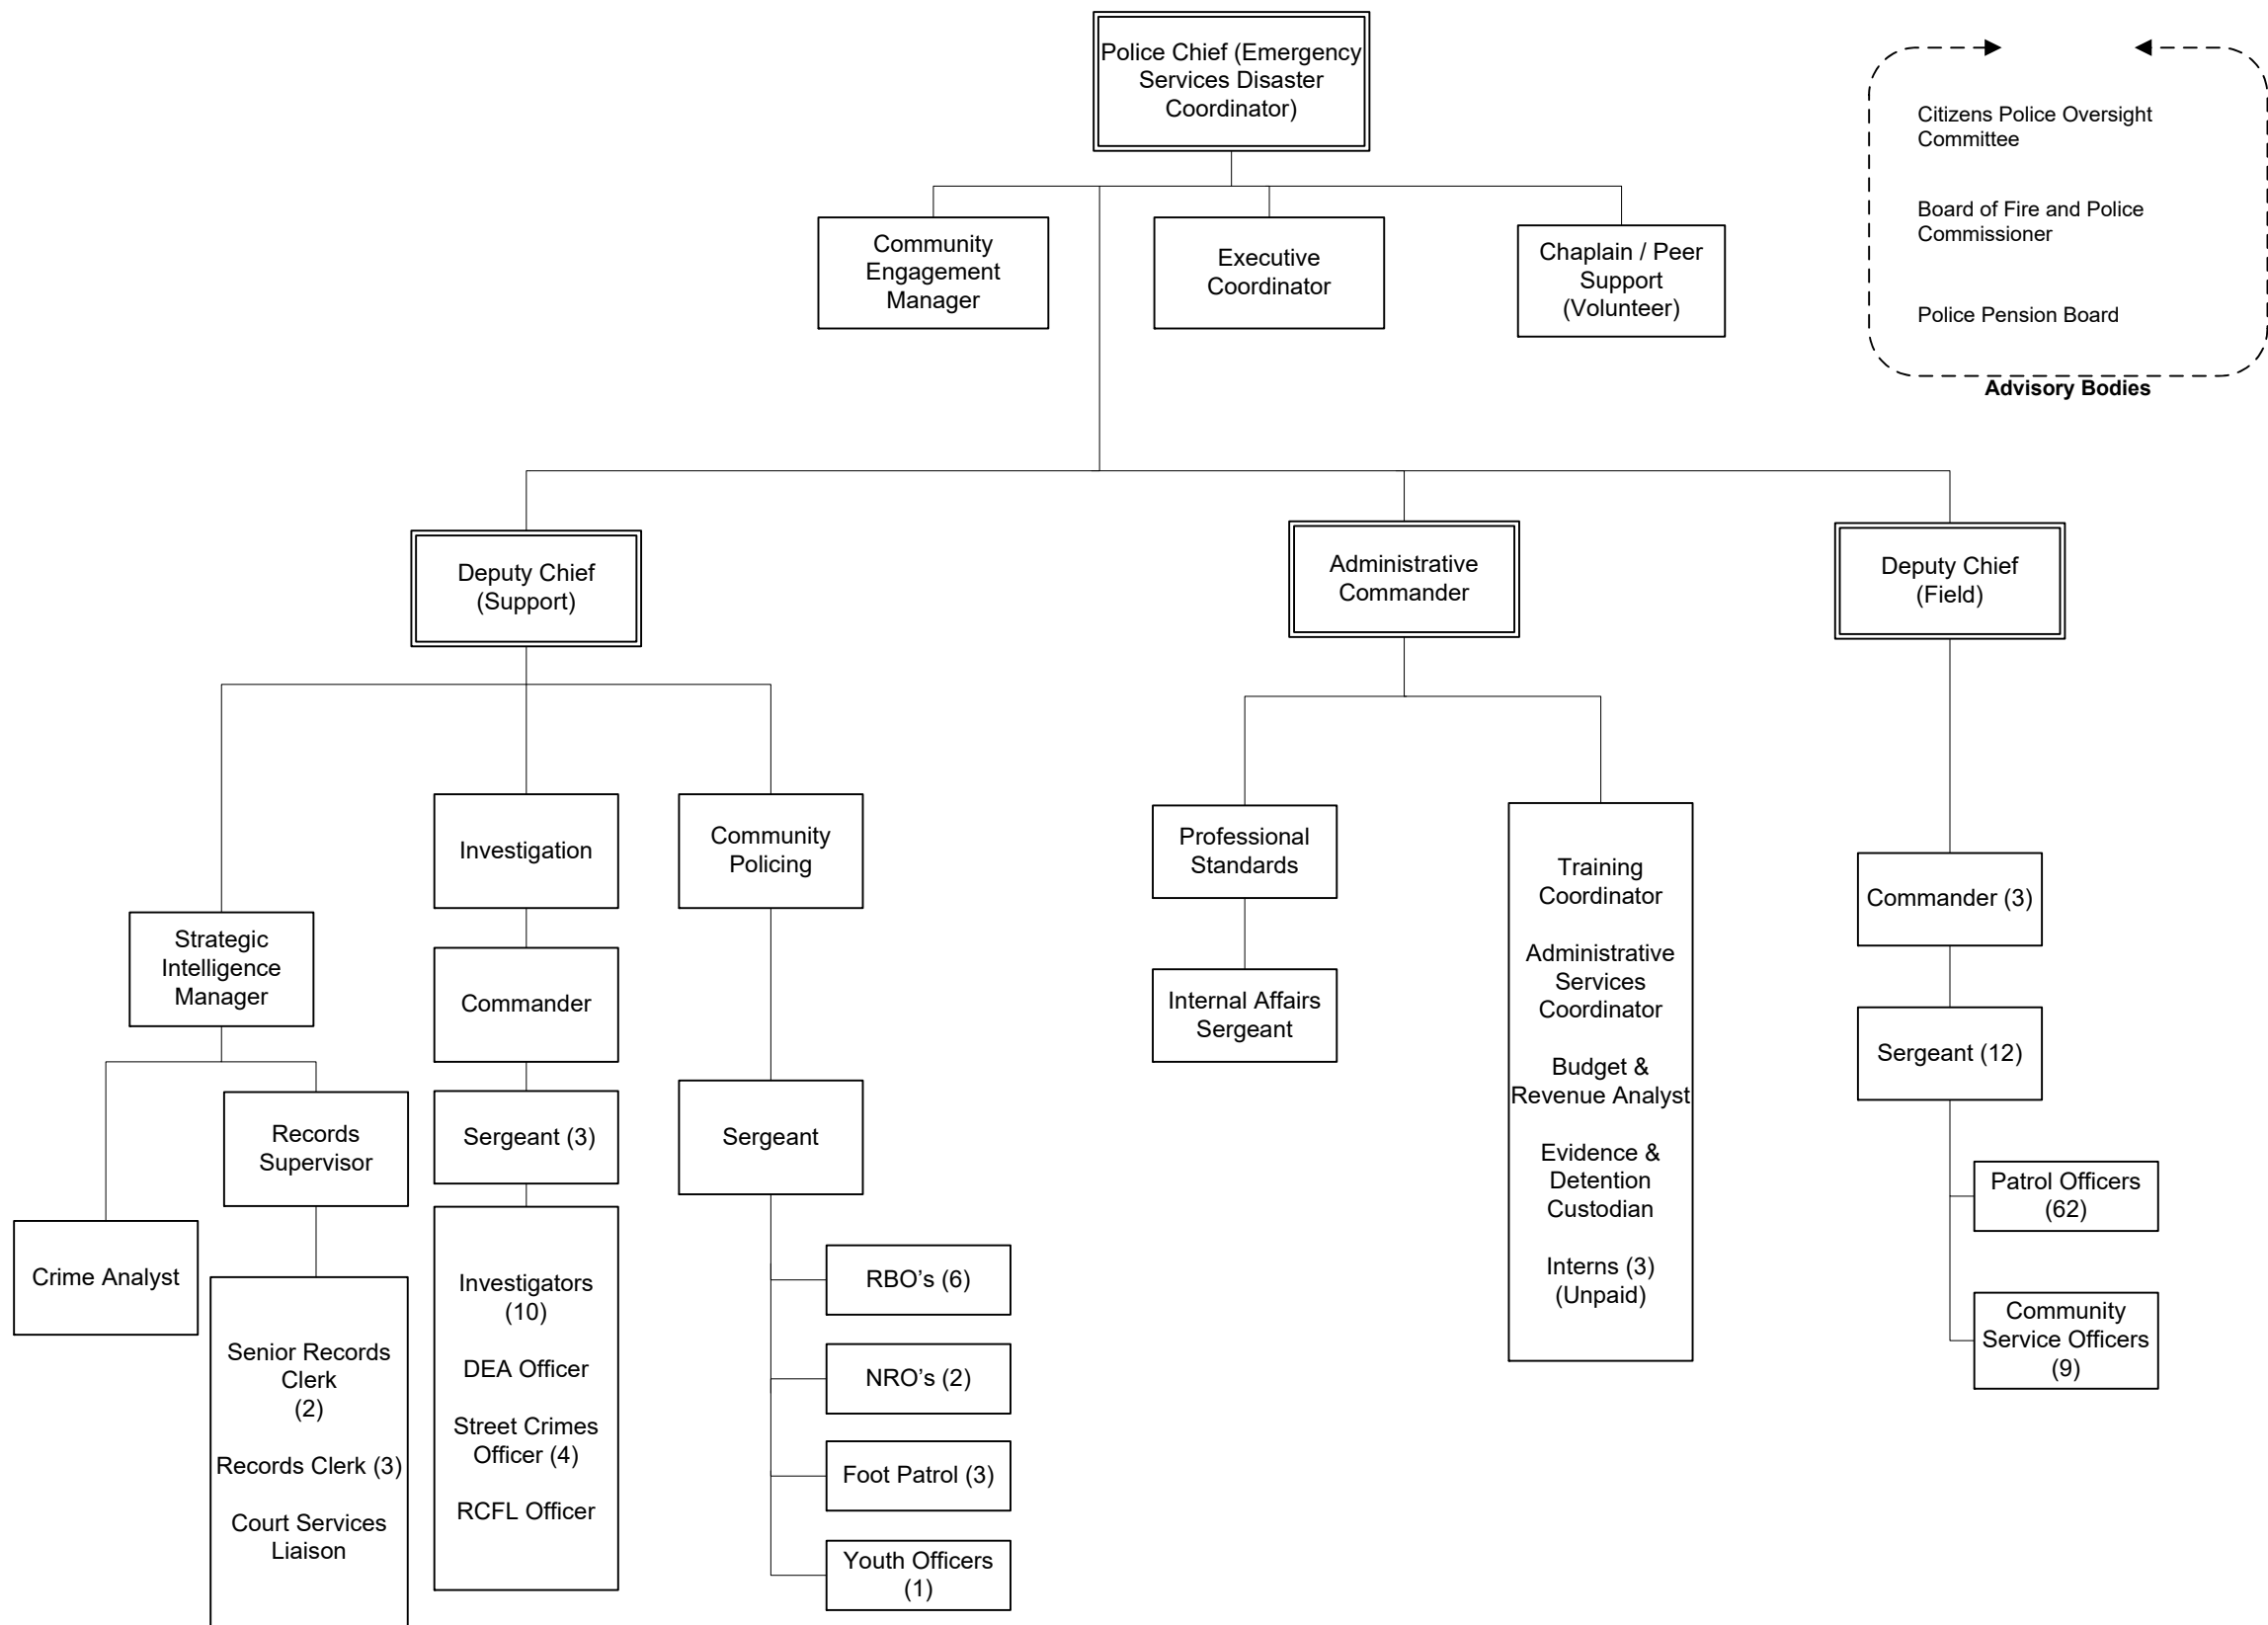 Police Chief (Emergency
Services Disaster
Coordinator)
Citizens Police Oversight
Committee
Board of Fire and Police
Commissioner
Police Pension Board
Advisory Bodies
Community
Engagement
Manager
Executive
Coordinator
Chaplain / Peer
Support
(Volunteer)
Deputy Chief
(Support)
Administrative
Commander
Deputy Chief
(Field)
Strategic
Intelligence
Manager
Crime Analyst
Records
Supervisor
Senior Records
Clerk
(2)
Records Clerk (3)
Court Services
Liaison
Investigation
Commander
Sergeant (3)
Investigators
(10)
DEA Officer
Street Crimes
Officer (4)
RCFL Officer
Community
Policing
Sergeant
RBO’s (6)
NRO’s (2)
Foot Patrol (3)
Youth Officers
(1)
Professional
Standards
Internal Affairs
Sergeant
Training
Coordinator
Administrative
Services
Coordinator
Budget &
Revenue Analyst
Evidence &
Detention
Custodian
Interns (3)
(Unpaid)
Commander (3)
Sergeant (12)
Patrol Officers
(62)
Community
Service Officers
(9)